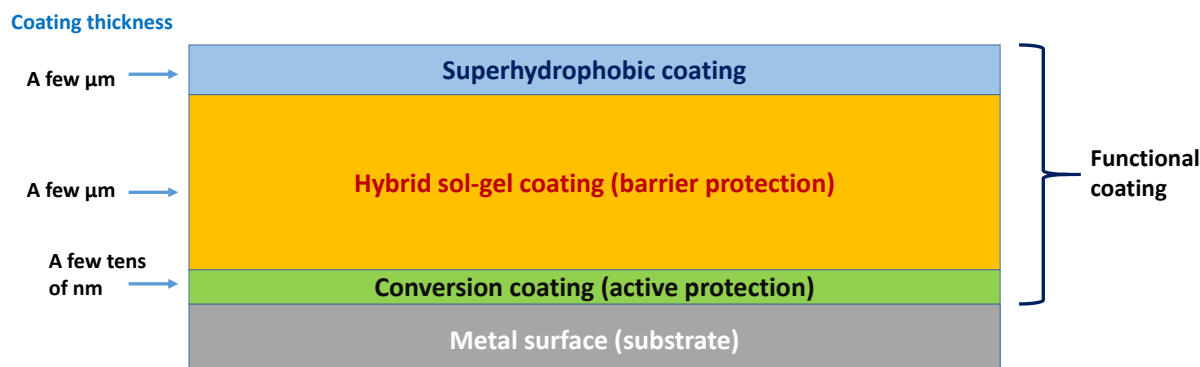 Coating thickness
A few µm
Superhydrophobic coating
A few µm
Hybrid sol-gel coating (barrier protection)
Functional
coating
A few tens
of nm
Conversion coating (active protection)
Metal surface (substrate)